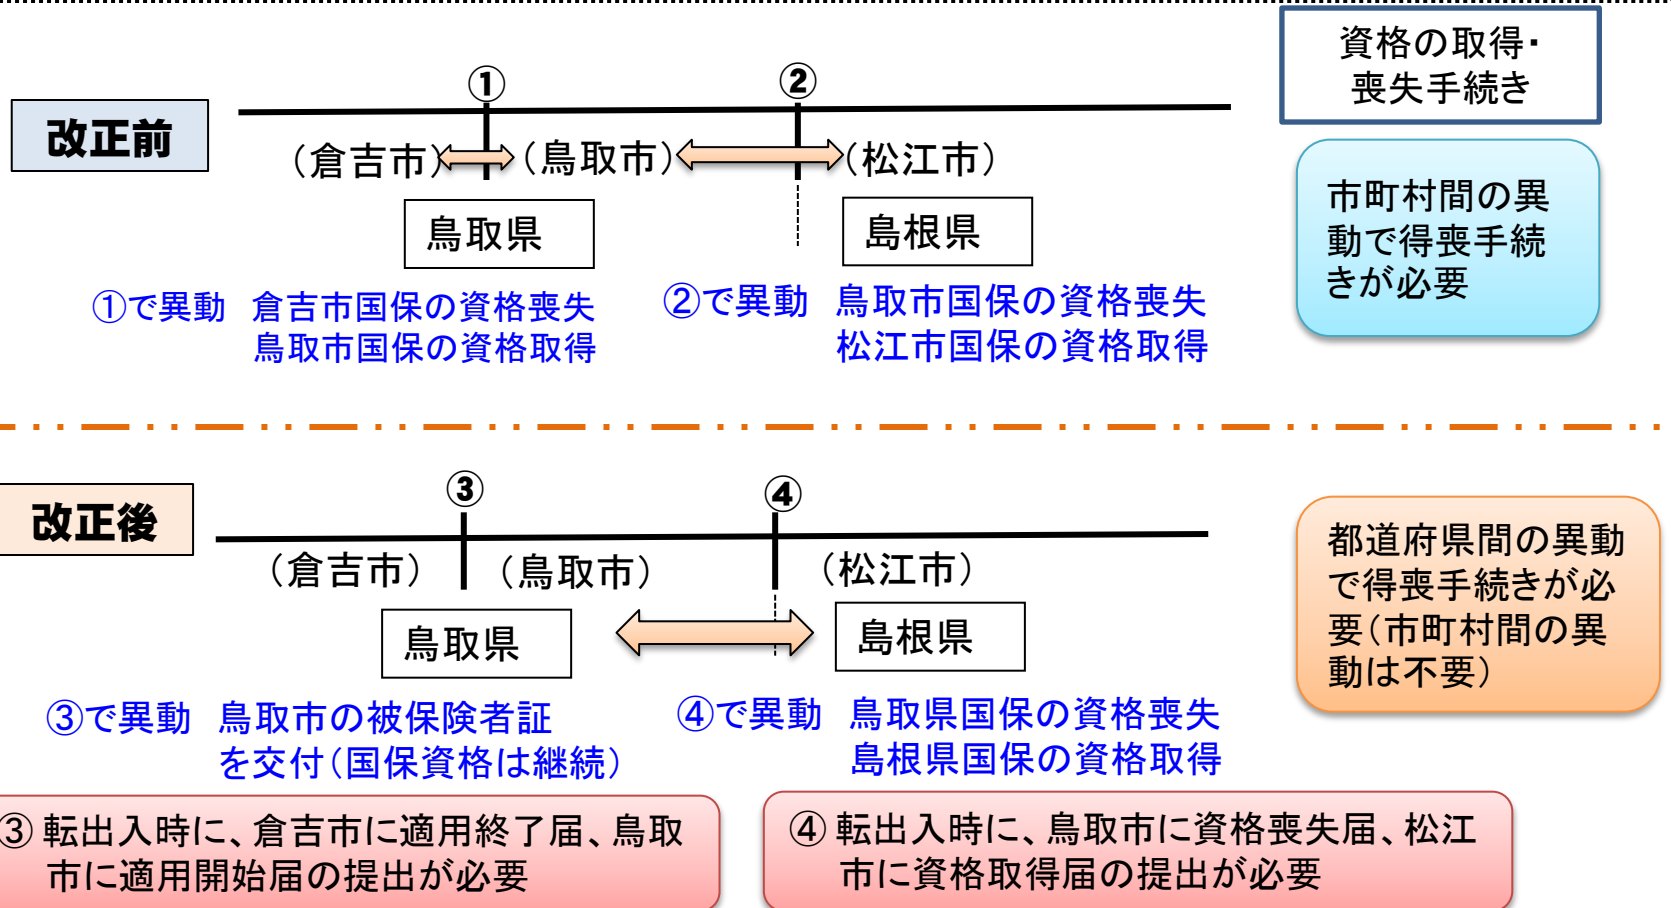 資格の取得・
喪失手続き
改正前
①
②
（倉吉市）
（鳥取市）
（松江市）
鳥取県
島根県
①で異動　倉吉市国保の資格喪失
鳥取市国保の資格取得
②で異動　鳥取市国保の資格喪失
松江市国保の資格取得
市町村間の異
動で得喪手続
きが必要
改正後
③
④
（倉吉市）
（鳥取市）
（松江市）
鳥取県
島根県
③で異動　鳥取市の被保険者証
を交付（国保資格は継続）
④で異動　鳥取県国保の資格喪失
島根県国保の資格取得
都道府県間の異動
で得喪手続きが必
要（市町村間の異
動は不要）
③ 転出入時に、倉吉市に適用終了届、鳥取
市に適用開始届の提出が必要
④ 転出入時に、鳥取市に資格喪失届、松江
市に資格取得届の提出が必要